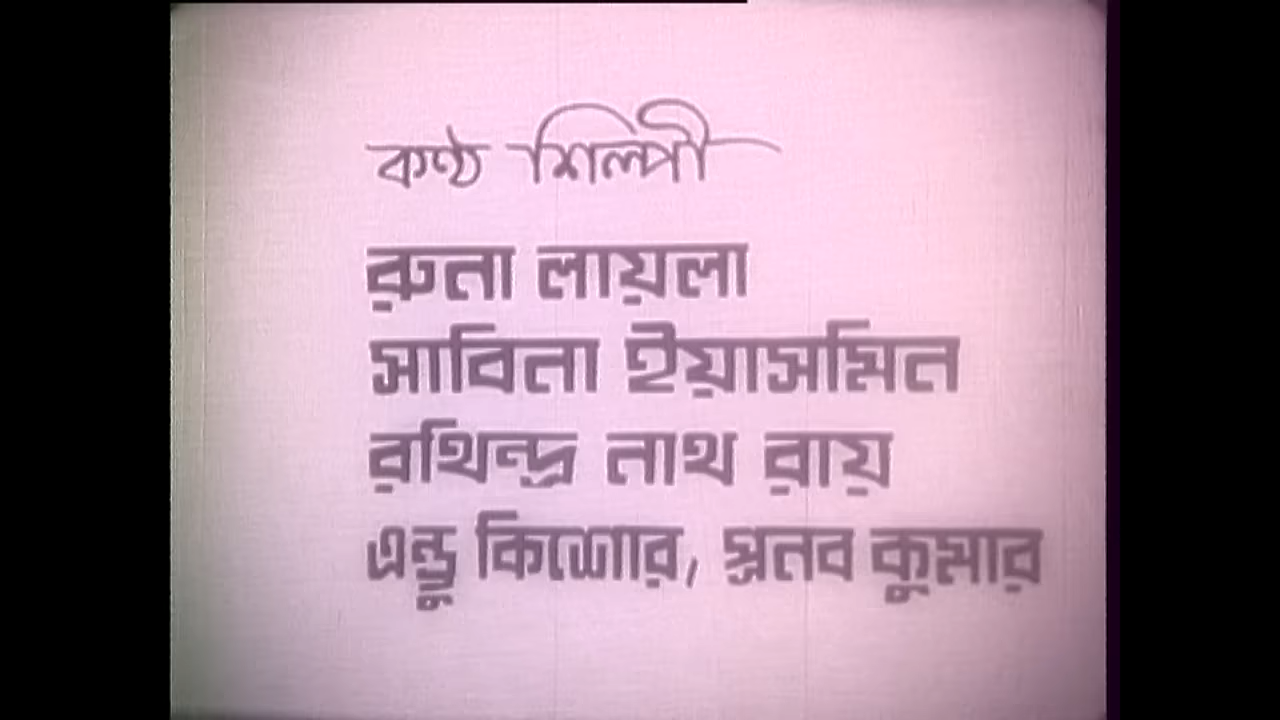 কণ্ঠ শিল্পী
রুনা লায়লা
সাবিনা ইয়াসমিন
রথিন্দ্র নাথ রায়
এন্ড্রু কিশোর, প্রনব কুমার